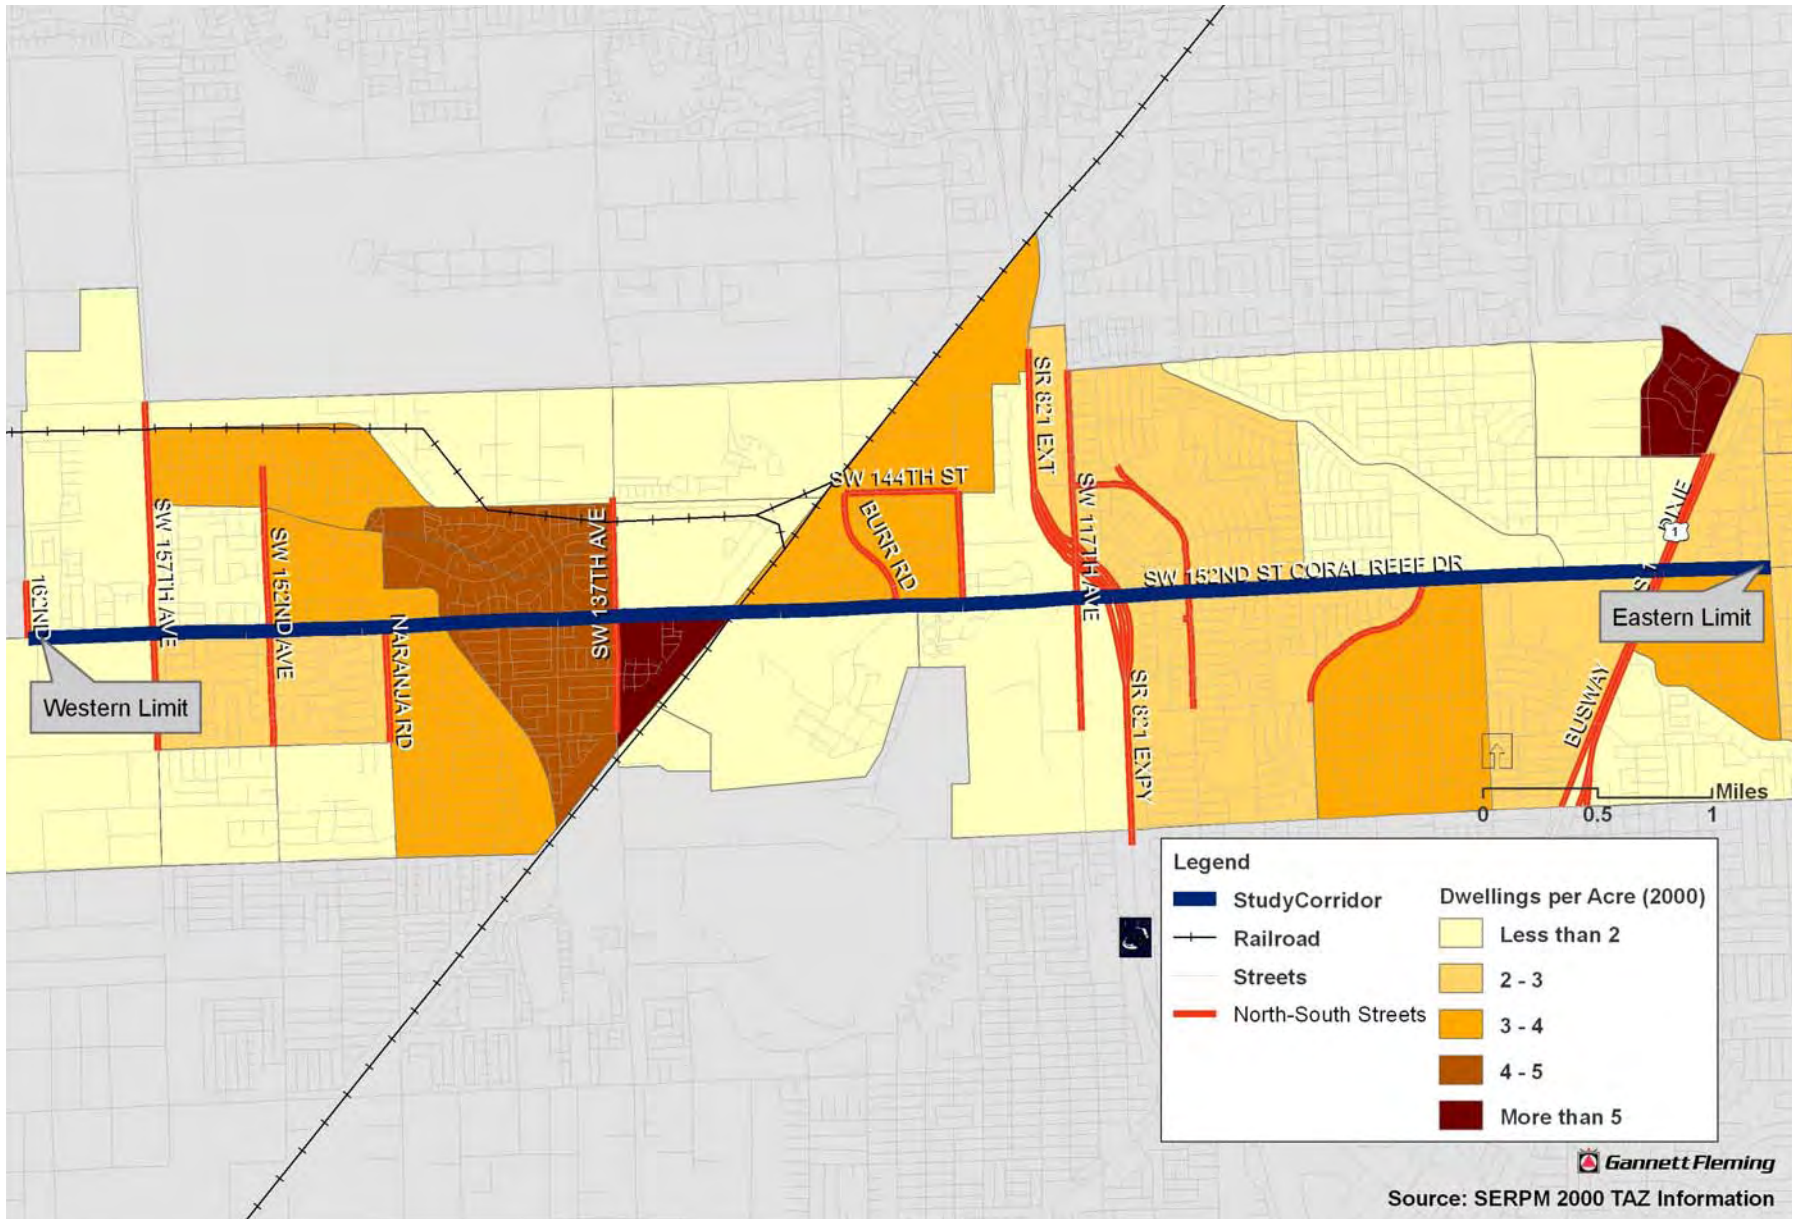 SR 821 EXT
SW 144TH ST
SW 117TH AVE
DIXIE
1
SW 157TH AVE
SW 152ND AVE
SW 137TH AVE
BURR RD
162ND
NARANJA RD
SW 152ND ST CORAL REEF DR
S 1
Eastern Limit
Western Limit
SR 821 EXPY
BUSWAY
Miles
0
0.5
1
Legend
StudyCorridor
Railroad
Streets
North-South Streets
Dwellings per Acre (2000)
Less than 2
2 - 3
3 - 4
4 - 5
More than 5
Gannett Fleming
Source: SERPM 2000 TAZ Information